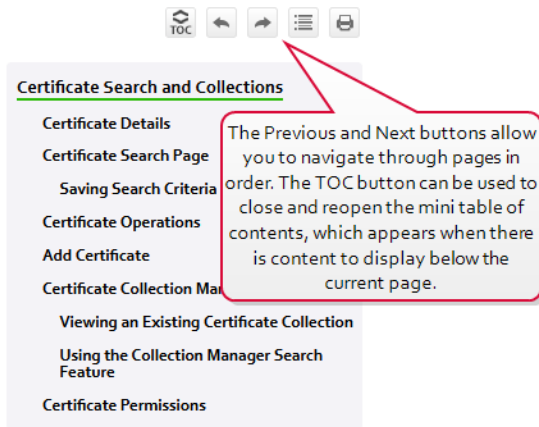 TOC
Certificate Search and Collections
Certificate Details
Certificate Search Page
Saving Search Criteria
Certificate Operations
Add Certificate
Certificate Collection
Viewing an Existing Certificate Collection
Using the Collection Manager Search
Feature
Certificate Permissions
The Previous and Next buttons allow
you to navigate through pages in
order. The TOC button can be used to
close and reopen the mini table of
contents, which appears when there
is content to display below the
current page.